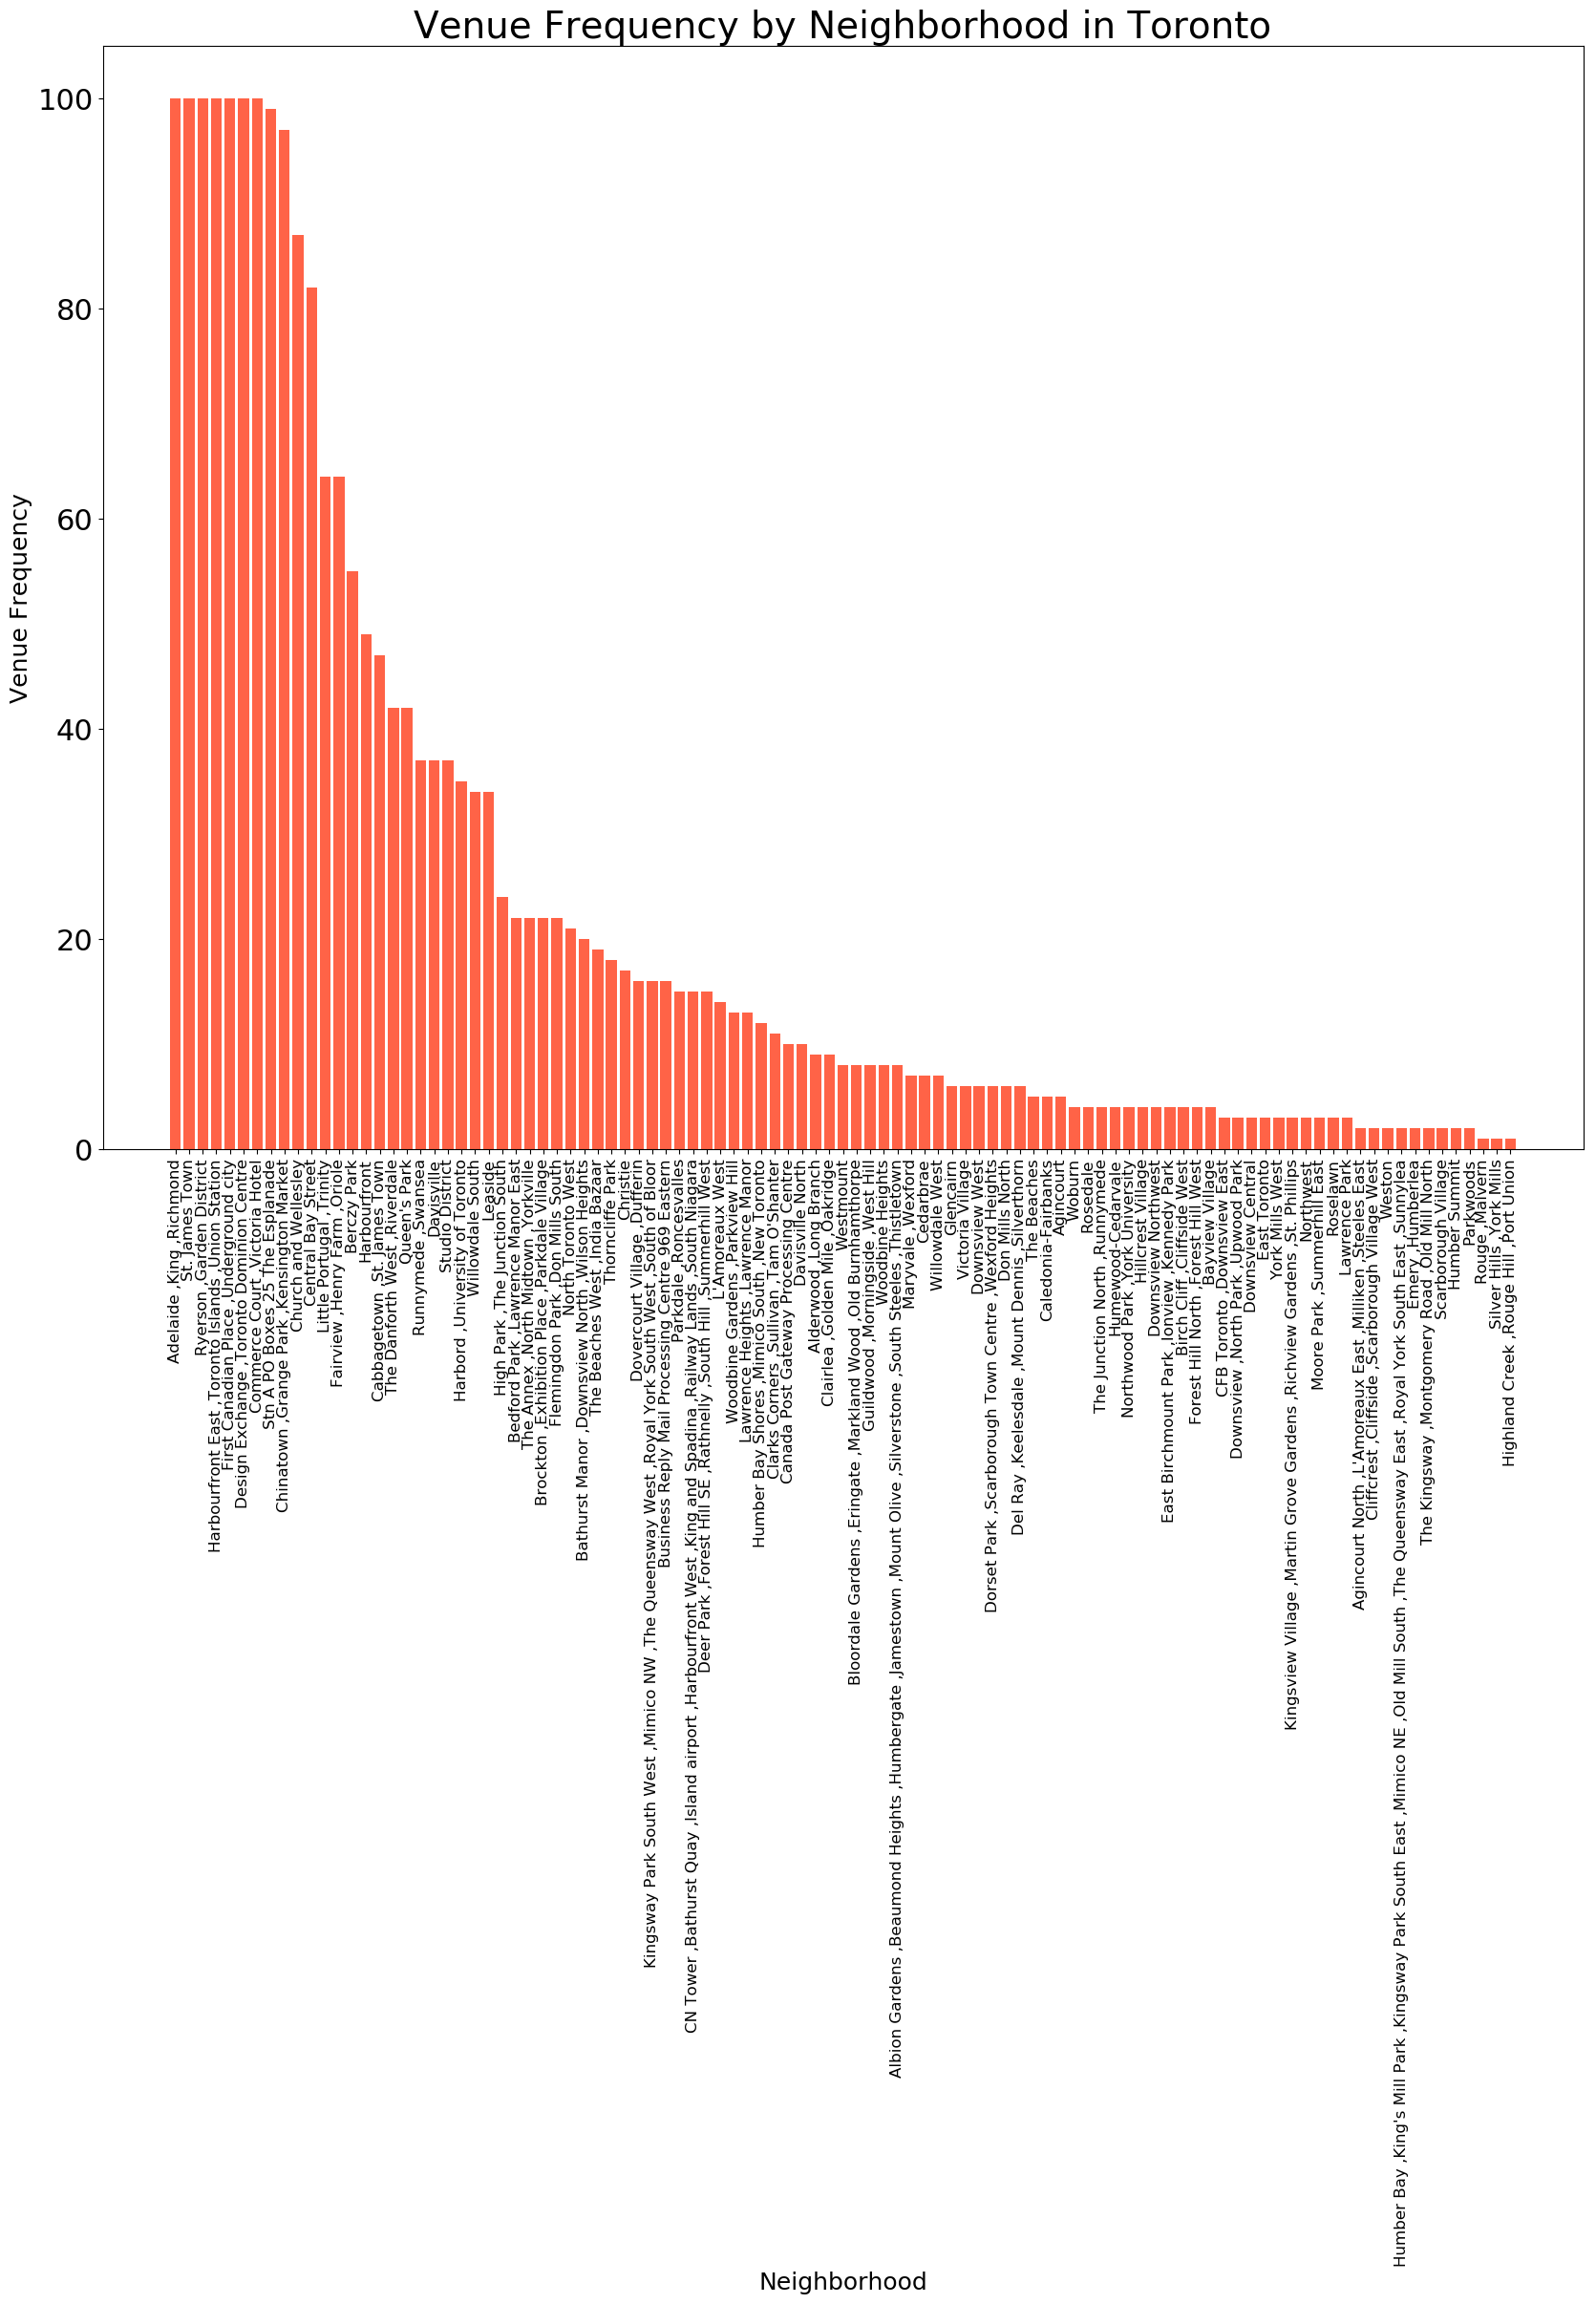 Venue Frequency by Neighborhood in Toronto
Venue Frequency
100
80
60
40
20
0
Adelaide ,King ,Richmond
St. James Town
Ryerson ,Garden District
Harbourfront East ,Toronto Islands ,Union Station
First Canadian Place ,Underground city
Design Exchange ,Toronto Dominion Centre
Commerce Court ,Victoria Hotel
Stn A PO Boxes 25 The Esplanade
Chinatown ,Grange Park ,Kensington Market
Church and Wellesley
Central Bay Street
Little Portugal ,Trinity
Fairview ,Henry Farm ,Oriole
Berczy Park
Harbourfront
Cabbagetown ,St. James Town
The Danforth West ,Riverdale
Queen's Park
Runnymede ,Swansea
Davisville
Studio District
Harbord ,University of Toronto
Willowdale South
Leaside
High Park ,The Junction South
Bedford Park ,Lawrence Manor East
The Annex ,North Midtown ,Yorkville
Brockton ,Exhibition Place ,Parkdale Village
Flemingdon Park ,Don Mills South
North Toronto West
Bathurst Manor ,Downsview North ,Wilson Heights
The Beaches West ,India Bazaar
Thorncliffe Park
Christie
Dovercourt Village ,Dufferin
Kingsway Park South West ,Mimico NW ,The Queensway West ,Royal York South West ,South of Bloor
Business Reply Mail Processing Centre 969 Eastern
Parkdale ,Roncesvalles
CN Tower ,Bathurst Quay ,Island airport ,Harbourfront West ,King and Spadina ,Railway Lands ,South Niagara
Deer Park ,Forest Hill SE ,Rathnelly ,South Hill ,Summerhill West
L'Amoreaux West
Woodbine Gardens ,Parkview Hill
Lawrence Heights ,Lawrence Manor
Humber Bay Shores ,Mimico South ,New Toronto
Clarks Corners ,Sullivan ,Tam O'Shanter
Canada Post Gateway Processing Centre
Davisville North
Alderwood ,Long Branch
Clairlea ,Golden Mile ,Oakridge
Westmount
Bloordale Gardens ,Eringate ,Markland Wood ,Old Burnhamthorpe
Guildwood ,Morningside ,West Hill
Woodbine Heights
Albion Gardens ,Beaumond Heights ,Humbergate ,Jamestown ,Mount Olive ,Silverstone ,South Steeles ,Thistletown
Maryvale ,Wexford
Cedarbrae
Willowdale West
Glencairn
Victoria Village
Downsview West
Dorset Park ,Scarborough Town Centre ,Wexford Heights
Don Mills North
Del Ray ,Keelesdale ,Mount Dennis ,Silverthorn
The Beaches
Caledonia-Fairbanks
Agincourt
Woburn
Rosedale
The Junction North ,Runnymede
Humewood-Cedarvale
Northwood Park ,York University
Hillcrest Village
Downsview Northwest
East Birchmount Park ,Ionview ,Kennedy Park
Birch Cliff ,Cliffside West
Forest Hill North ,Forest Hill West
Bayview Village
CFB Toronto ,Downsview East
Downsview ,North Park ,Upwood Park
Downsview Central
East Toronto
York Mills West
Kingsview Village ,Martin Grove Gardens ,Richview Gardens ,St. Phillips
Northwest
Moore Park ,Summerhill East
Roselawn
Lawrence Park
Agincourt North ,L'Amoreaux East ,Milliken ,Steeles East
Cliffcrest ,Cliffside ,Scarborough Village West
Weston
Humber Bay ,King's Mill Park ,Kingsway Park South East ,Mimico NE ,Old Mill South ,The Queensway East ,Royal York South East ,Sunnylea
Emery ,Humberlea
The Kingsway ,Montgomery Road ,Old Mill North
Scarborough Village
Humber Summit
Parkwoods
Rouge ,Malvern
Silver Hills ,York Mills
Highland Creek ,Rouge Hill ,Port Union
Neighborhood